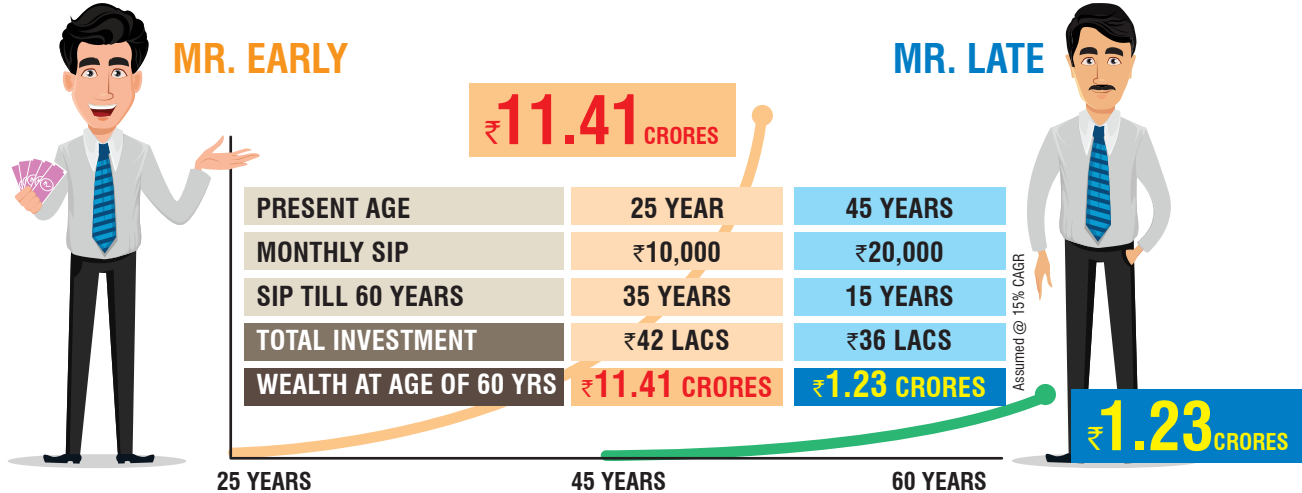 MR. EARLY
MR. LATE
₹11.41 CRORES
PRESENT AGE 25 YEAR 45 YEARS
MONTHLY SIP ₹10,000 ₹20,000
SIP TILL 60 YEARS 35 YEARS 15 YEARS
TOTAL INVESTMENT ₹42 LACS ₹36 LACS
WEALTH AT AGE OF 60 YRS ₹11.41 CRORES ₹1.23 CRORES
Assumed @ 15% CAGR
₹1.23 CRORES
25 YEARS 45 YEARS 60 YEARS